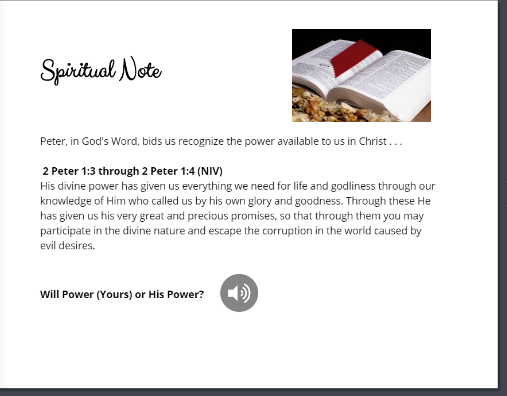 Spiritual Note
Peter, in God's Word, bids us recognize the power available to us in Christ . . .
2 Peter 1:3 through 2 Peter 1:4 (NIV)
His divine power has given us everything we need for life and godliness through our
knowledge of Him who called us by his own glory and goodness. Through these He
has given us his very great and precious promises, so that through them you may
participate in the divine nature and escape the corruption in the world caused by
evil desires.
Will Power (Yours) or His Power?